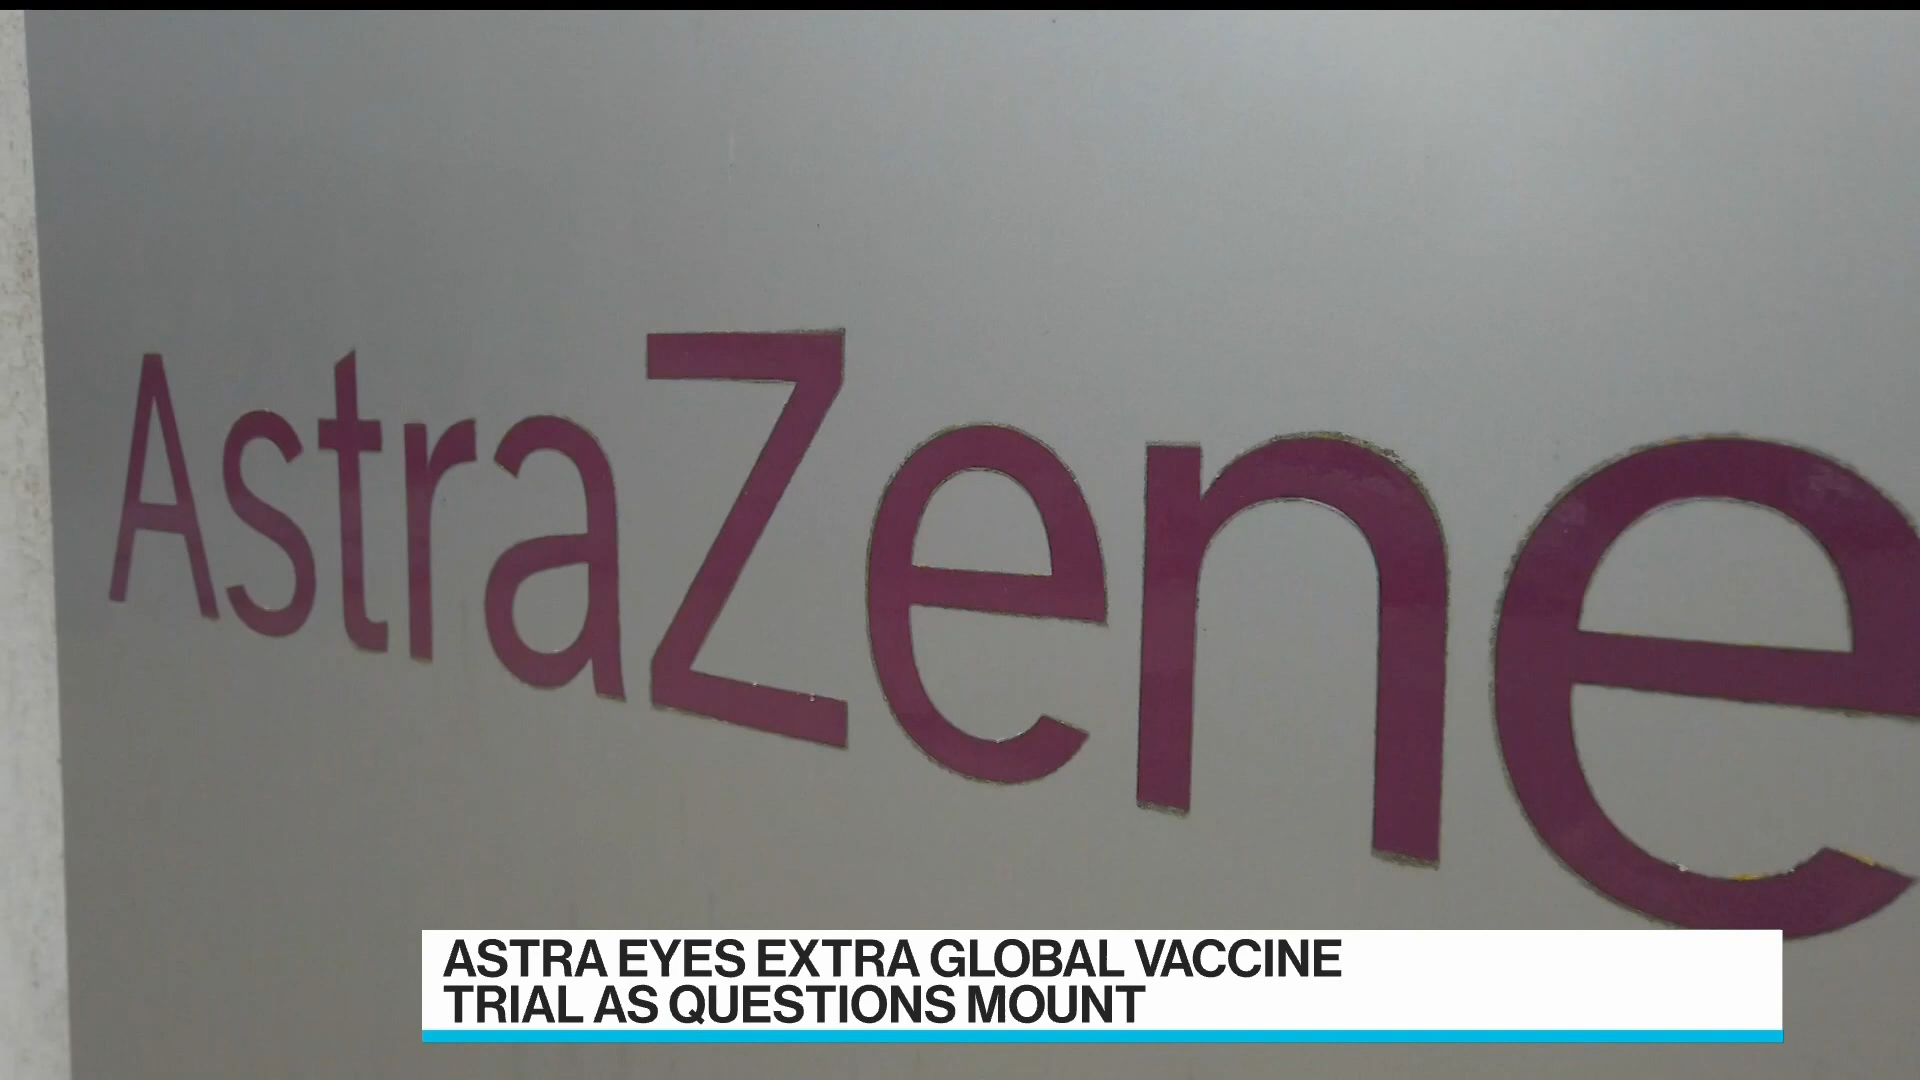 AstraZene
ASTRA EYES EXTRA GLOBAL VACCINE
TRIAL AS QUESTIONS MOUNT